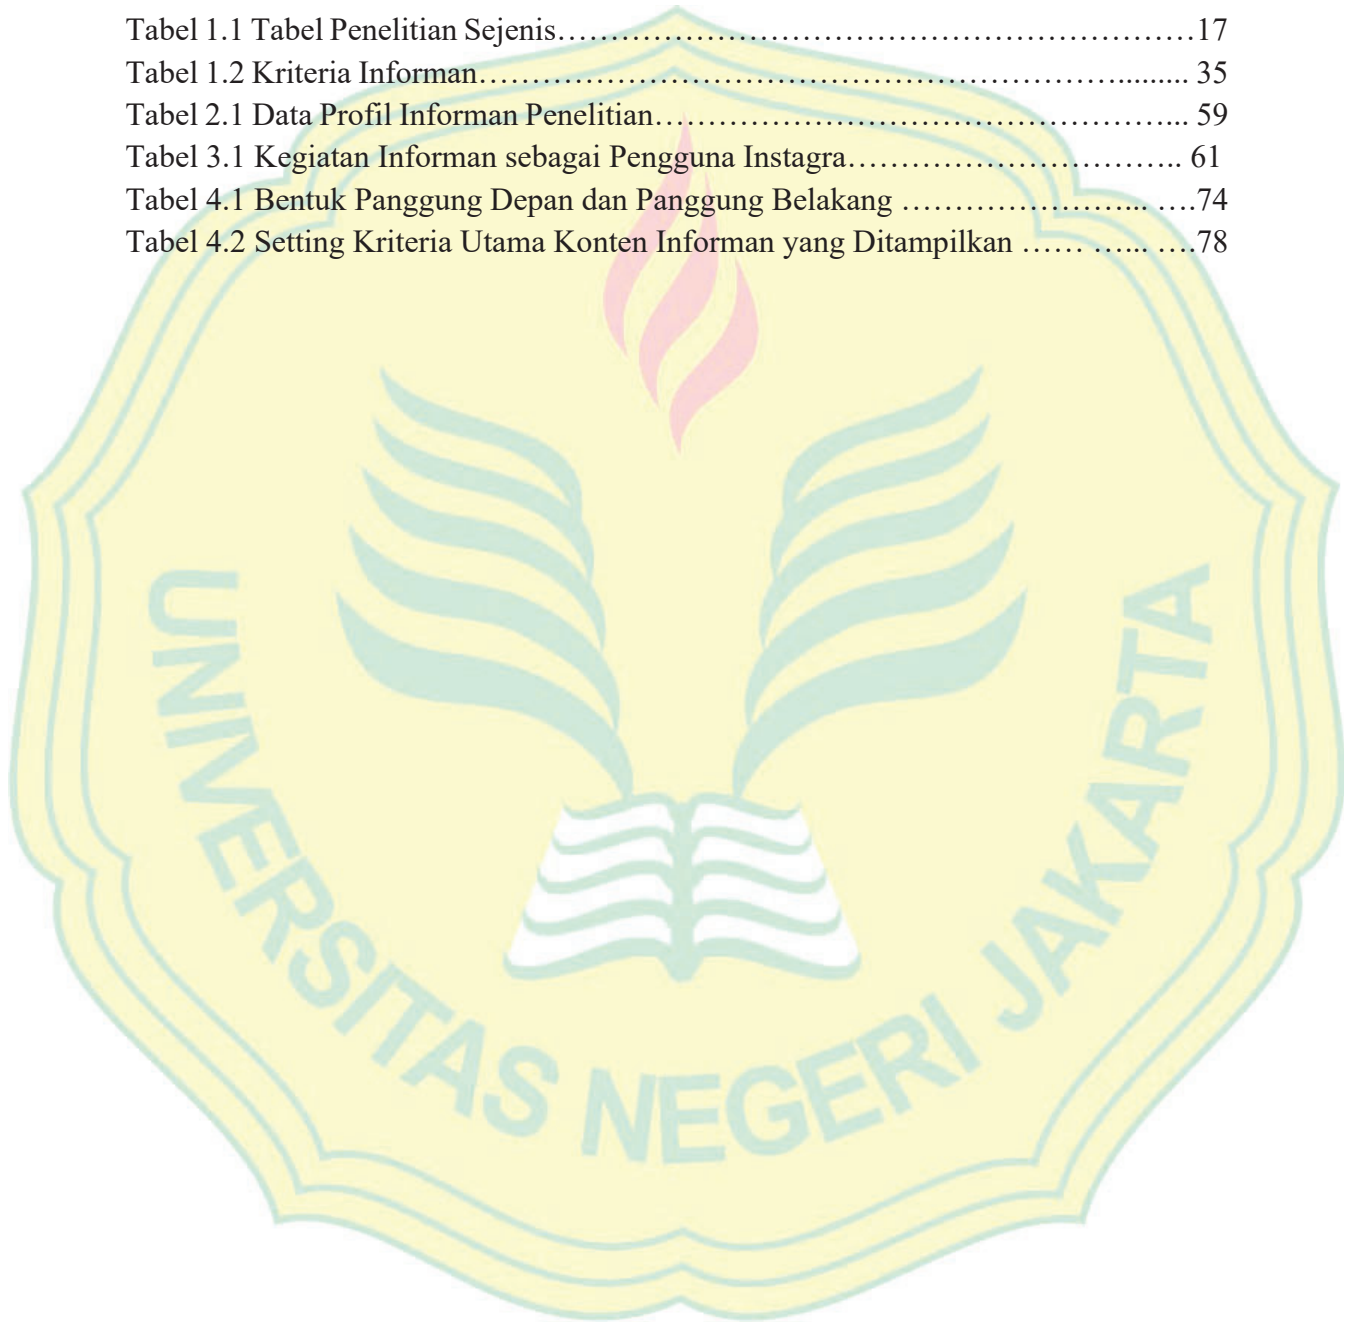 Tabel 1.1 Tabel Penelitian Sejenis……………………………………………………………17
Tabel 1.2 Kriteria Informan……………………………………………………………......... 35
Tabel 2.1 Data Profil Informan Penelitian………………………………………………... 59
Tabel 3.1 Kegiatan Informan sebagai Pengguna Instagra…………………………….. 61
Tabel 4.1 Bentuk Panggung Depan dan Panggung Belakang …………………... ….74
Tabel 4.2 Setting Kriteria Utama Konten Informan yang Ditampilkan …… …... ….78
UNIVERSITAS NEGERI JAKARTA